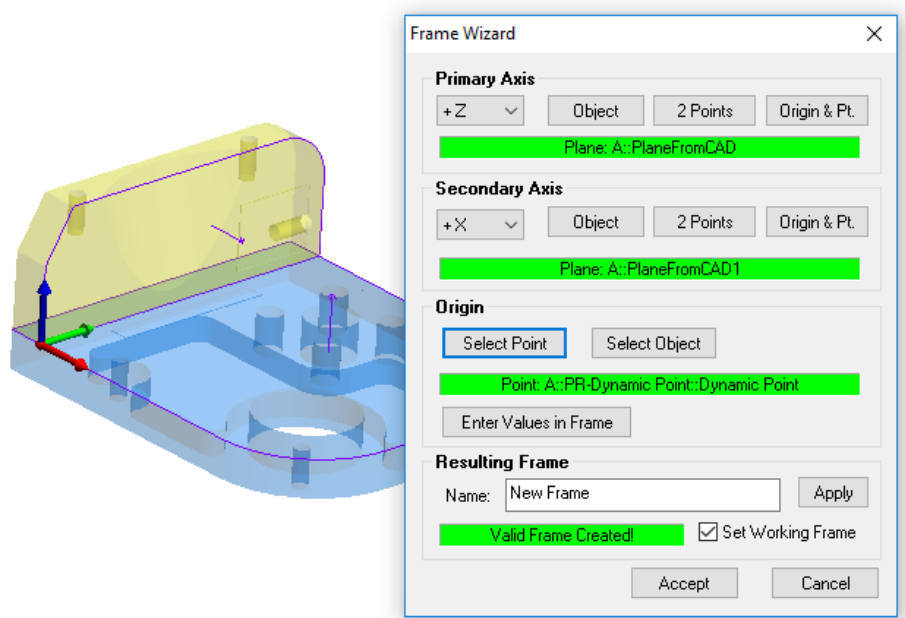 Frame Wizard
Primary Axis
+Z Object 2 Points Origin & Pt.
Plane: A::PlaneFromCAD
Secondary Axis
+X Object 2 Points Origin & Pt.
Plane: A::PlaneFromCAD1
Origin
Select Point Select Object
Point: A::PR-Dynamic Point::Dynamic Point
Enter Values in Frame
Resulting Frame
Name: New Frame Apply
Valid Frame Created! Set Working Frame
Accept Cancel